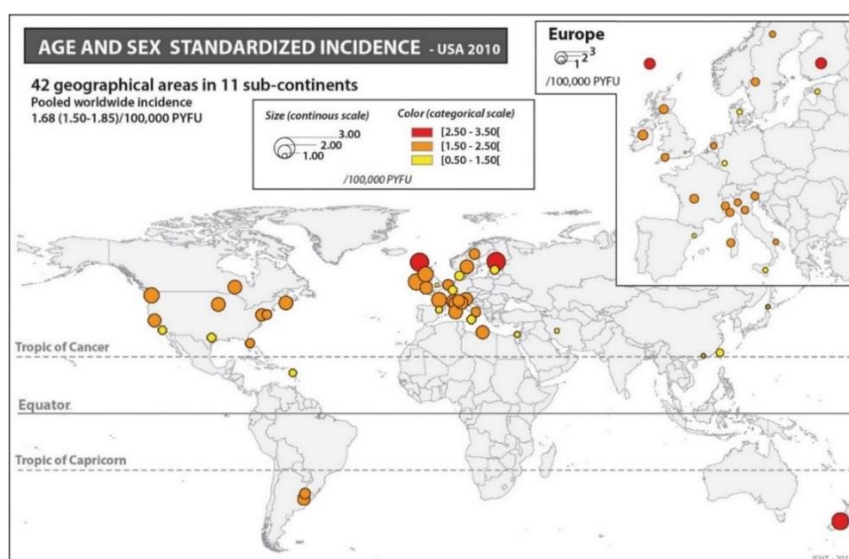 AGE AND SEX STANDARDIZED INCIDENCE - USA 2010
42 geographical areas in 11 sub-continents
Pooled worldwide incidence
1.68 (1.50-1.85)/100,000 PYFU
Size (continous scale)
3.00
2.00
1.00
Color (categorical scale)
[2.50 - 3.50[
[1.50 - 2.50[
[0.50 - 1.50[
/100,000 PYFU
Europe
3
2
1
/100,000 PYFU
Tropic of Cancer
Equator
Tropic of Capricorn